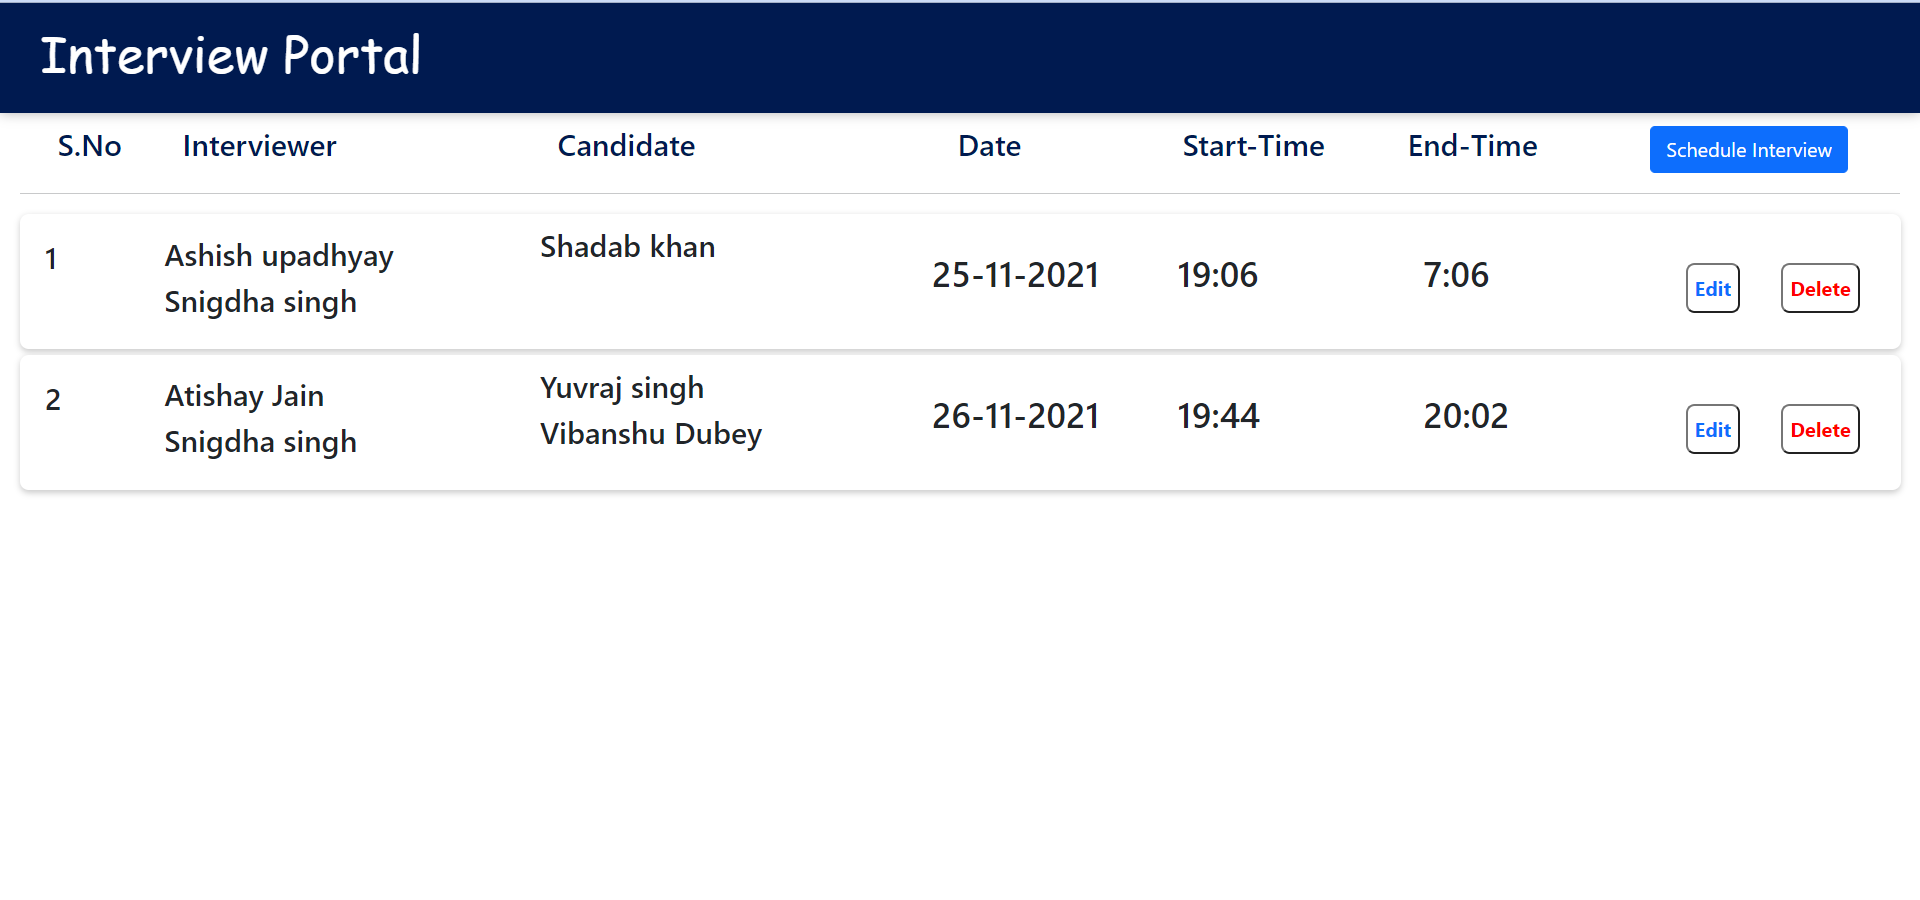 Interview Portal
S.No Interviewer Candidate Date Start-Time End-Time Schedule Interview
1 Ashish upadhyay Shadab khan 25-11-2021 19:06 7:06 Edit Delete
Snigdha singh
2 Atishay Jain Yuvraj singh 26-11-2021 19:44 20:02 Edit Delete
Snigdha singh Vibanshu Dubey